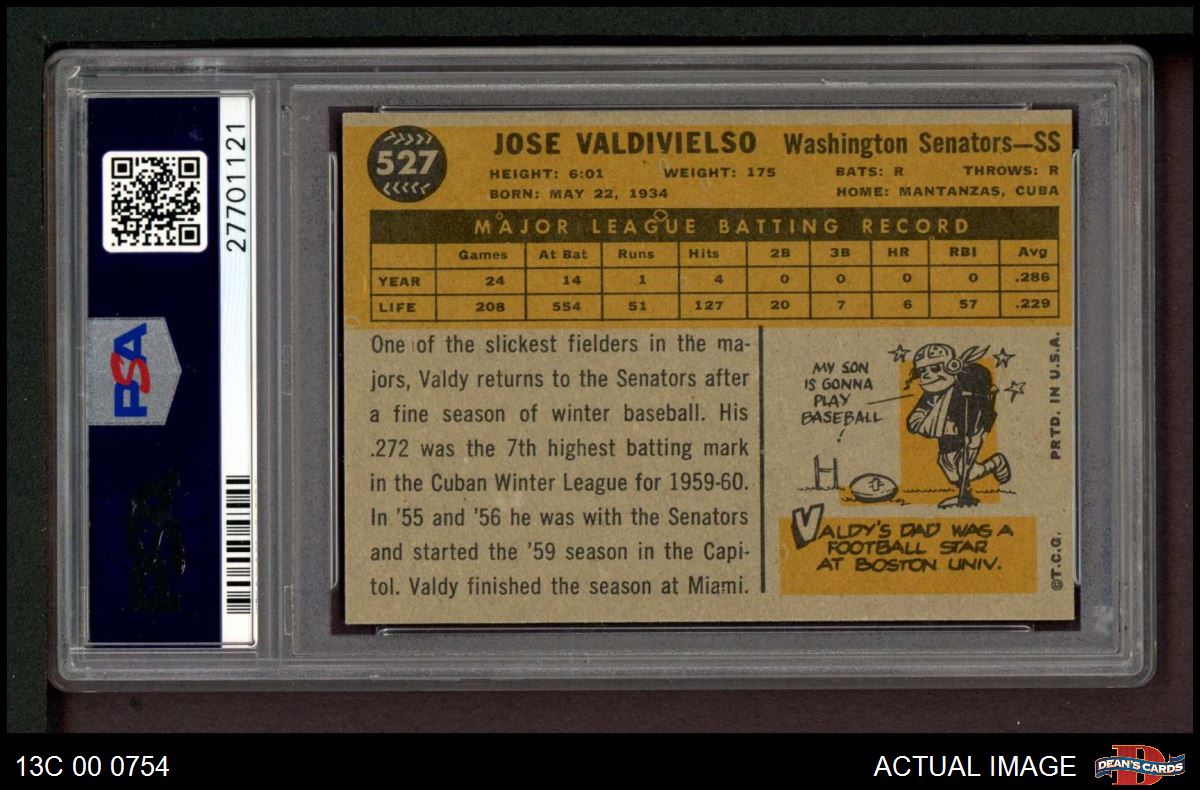 27701121
PSA
527
JOSE VALDIVIELSO Washington Senators—SS
HEIGHT: 6:01 WEIGHT: 175 BATS: R THROWS: R
BORN: MAY 22, 1934 HOME: MANTANZAS, CUBA
MAJOR LEAGUE BATTING RECORD
Games At Bat Runs Hits 2B 3B HR RBI Avg
YEAR 24 14 1 4 0 0 0 0 .286
LIFE 208 554 51 127 20 7 6 57 .229
One of the slickest fielders in the ma-
jors, Valdy returns to the Senators after
a fine season of winter baseball. His
.272 was the 7th highest batting mark
in the Cuban Winter League for 1959-60.
In '55 and '56 he was with the Senators
and started the '59 season in the Capi-
tol. Valdy finished the season at Miami.
MY SON
IS GONNA
PLAY
BASEBALL
!
VALDY'S DAD WAS A
FOOTBALL STAR
AT BOSTON UNIV.
©T.C.G. PRTD. IN U.S.A.
13C 00 0754
ACTUAL IMAGE
DEAN'S CARDS